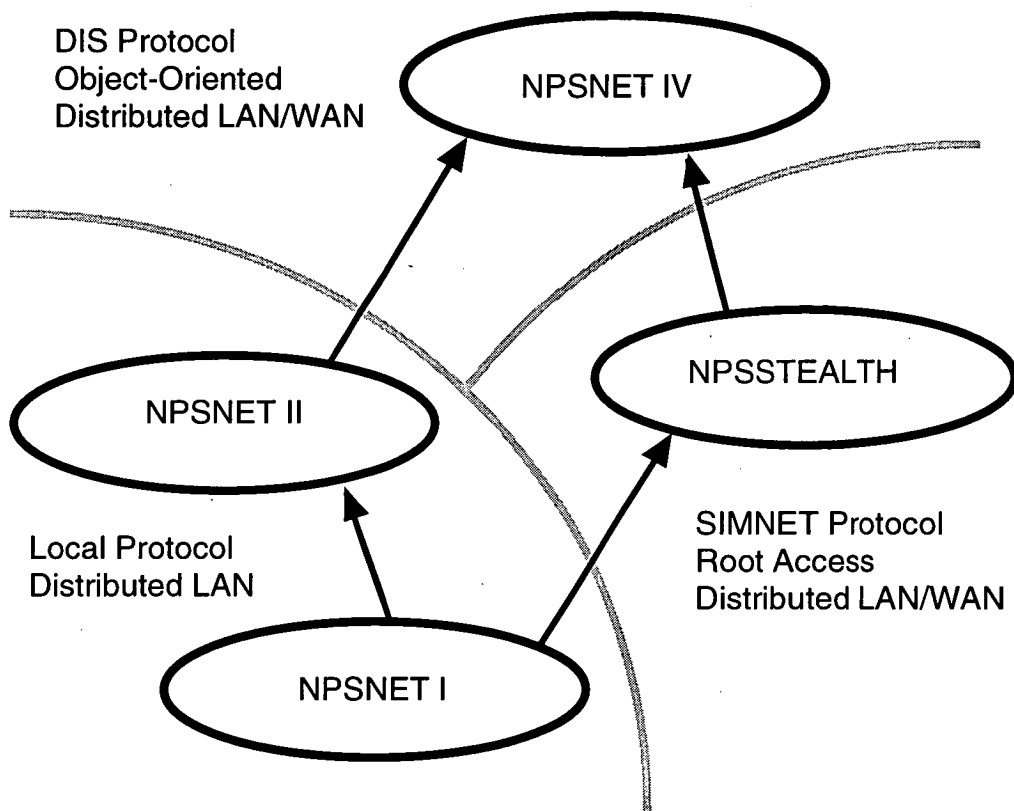 DIS Protocol
Object-Oriented
Distributed LAN/WAN
NPSNET IV
NPSSTEALTH
NPSNET II
SIMNET Protocol
Root Access
Distributed LAN/WAN
Local Protocol
Distributed LAN
NPSNET I